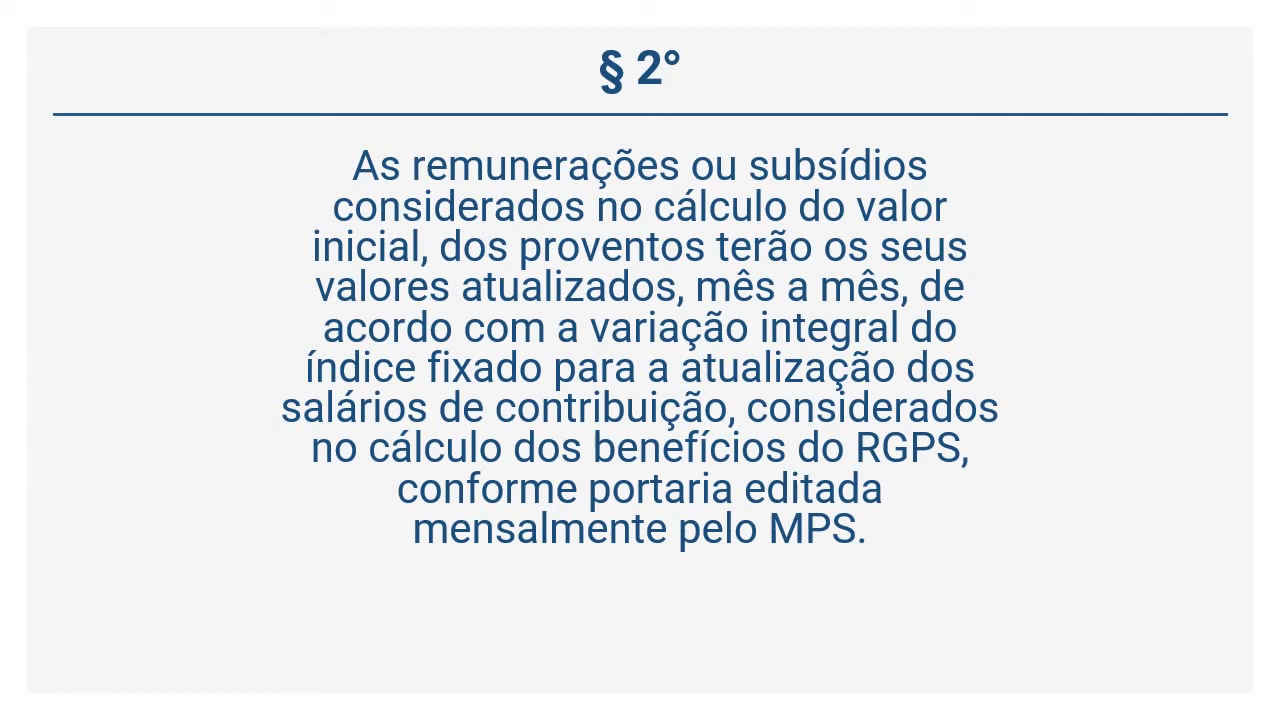 § 2°
As remunerações ou subsídios
considerados no cálculo do valor
inicial, dos proventos terão os seus
valores atualizados, mês a mês, de
acordo com a variação integral do
índice fixado para a atualização dos
salários de contribuição, considerados
no cálculo dos benefícios do RGPS,
conforme portaria editada
mensalmente pelo MPS.